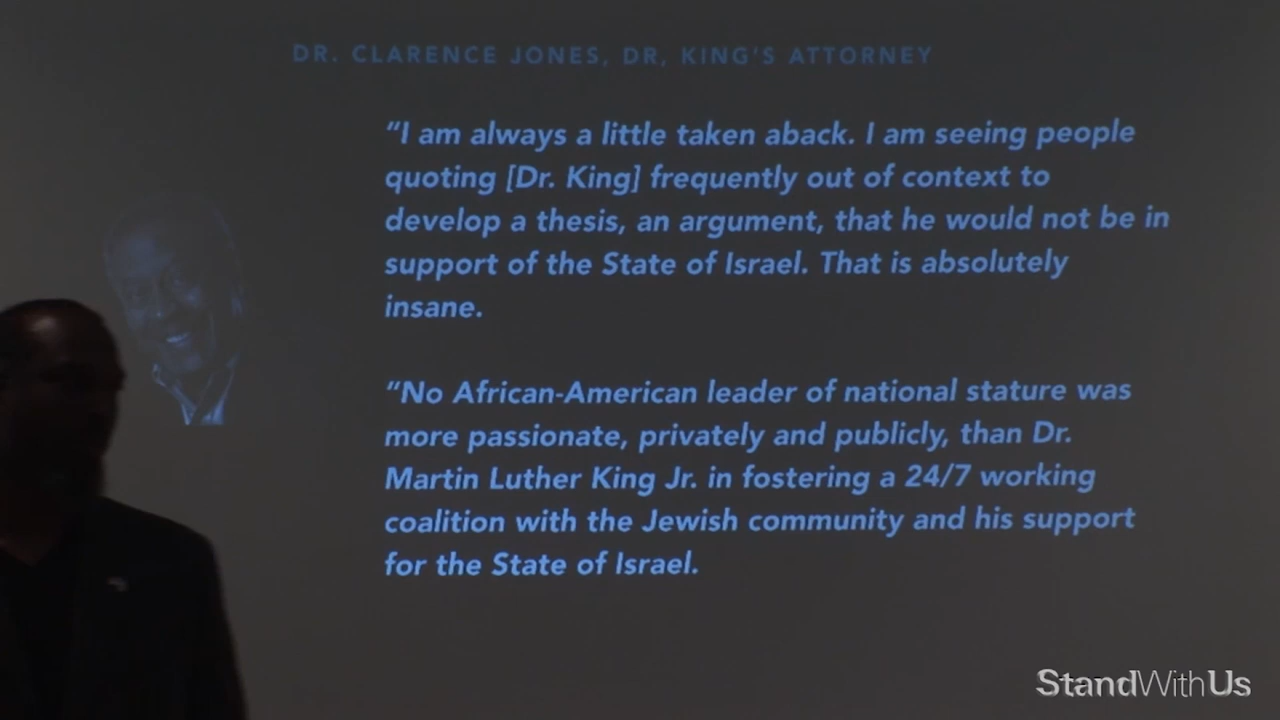 DR. CLARENCE JONES, DR, KING'S ATTORNEY
“I am always a little taken aback. I am seeing people
quoting [Dr. King] frequently out of context to
develop a thesis, an argument, that he would not be in
support of the State of Israel. That is absolutely
insane.
“No African-American leader of national stature was
more passionate, privately and publicly, than Dr.
Martin Luther King Jr. in fostering a 24/7 working
coalition with the Jewish community and his support
for the State of Israel.
StandWithUs